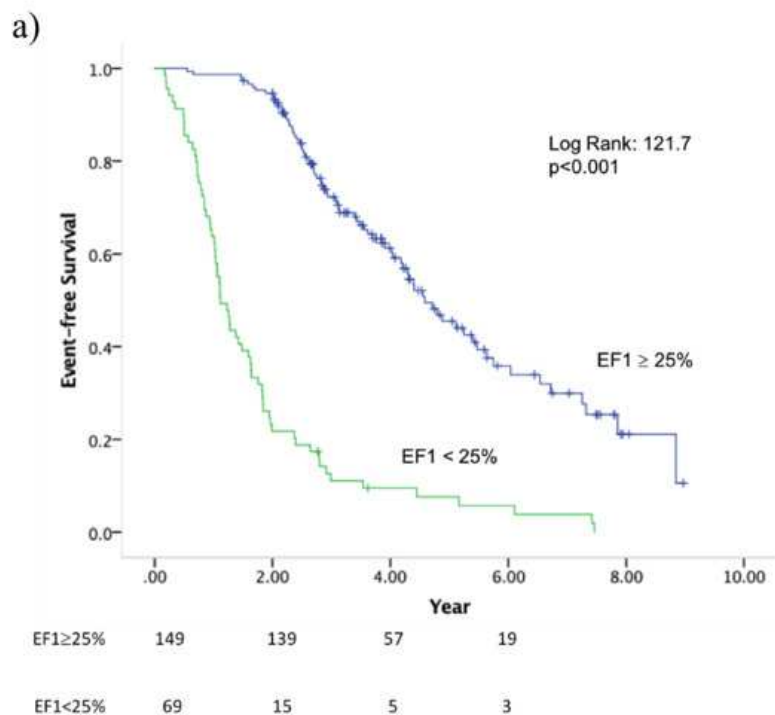 a)
1.0
0.8
0.6
0.4
0.2
0.0
Event-free Survival
Log Rank: 121.7
p<0.001
EF1 ≥ 25%
EF1 < 25%
.00 2.00 4.00 6.00 8.00 10.00
Year
EF1≥25% 149 139 57 19
EF1<25% 69 15 5 3